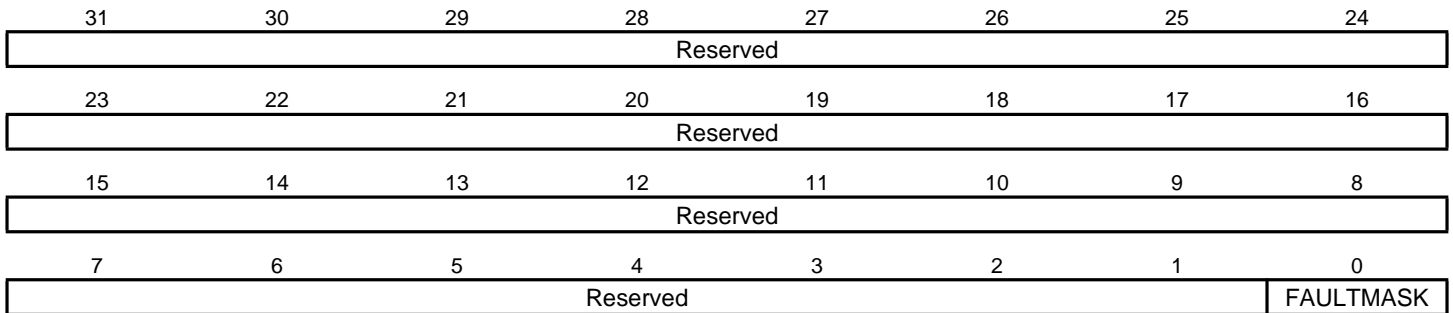 31 30 29 28 27 26 25 24
Reserved
23 22 21 20 19 18 17 16
Reserved
15 14 13 12 11 10 9 8
Reserved
7 6 5 4 3 2 1 0
Reserved FAULTMASK